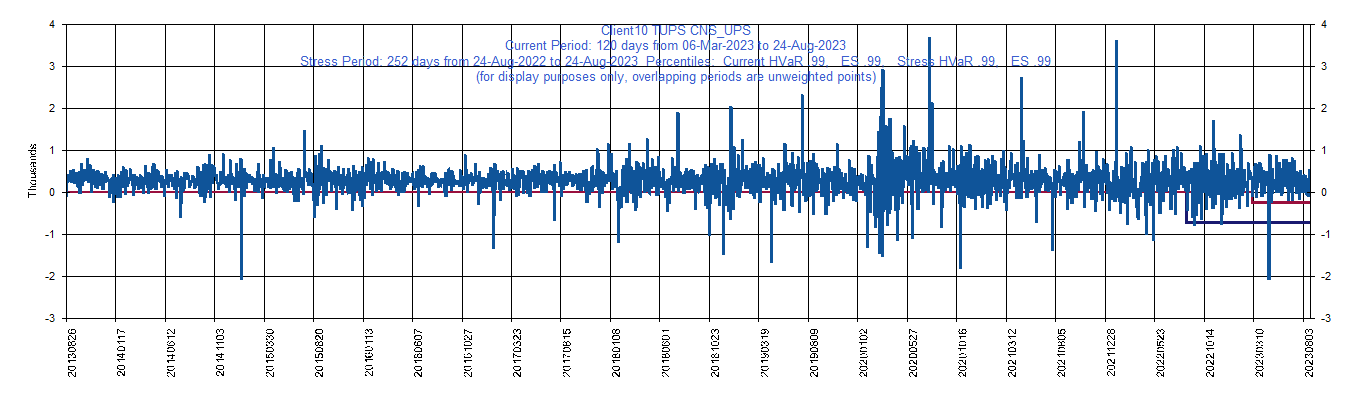 Client10 TUPS CNS_UPS
Current Period: 120 days from 06-Mar-2023 to 24-Aug-2023
Stress Period: 252 days from 24-Aug-2022 to 24-Aug-2023 Percentiles: Current HVaR .99, ES .99, Stress HVaR .99, ES .99
(for display purposes only, overlapping periods are unweighted points)
Thousands
4 4
3 3
2 2
1 1
0 0
-1 -1
-2 -2
-3 -3
20130826 20140117 20140612 20141103 20150330 20150820 20160113 20160607 20161027 20170323 20170815 20180108 20180601 20181023 20190319 20190809 20200102 20200527 20201016 20210312 20210805 20211228 20220523 20221014 20230310 20230803